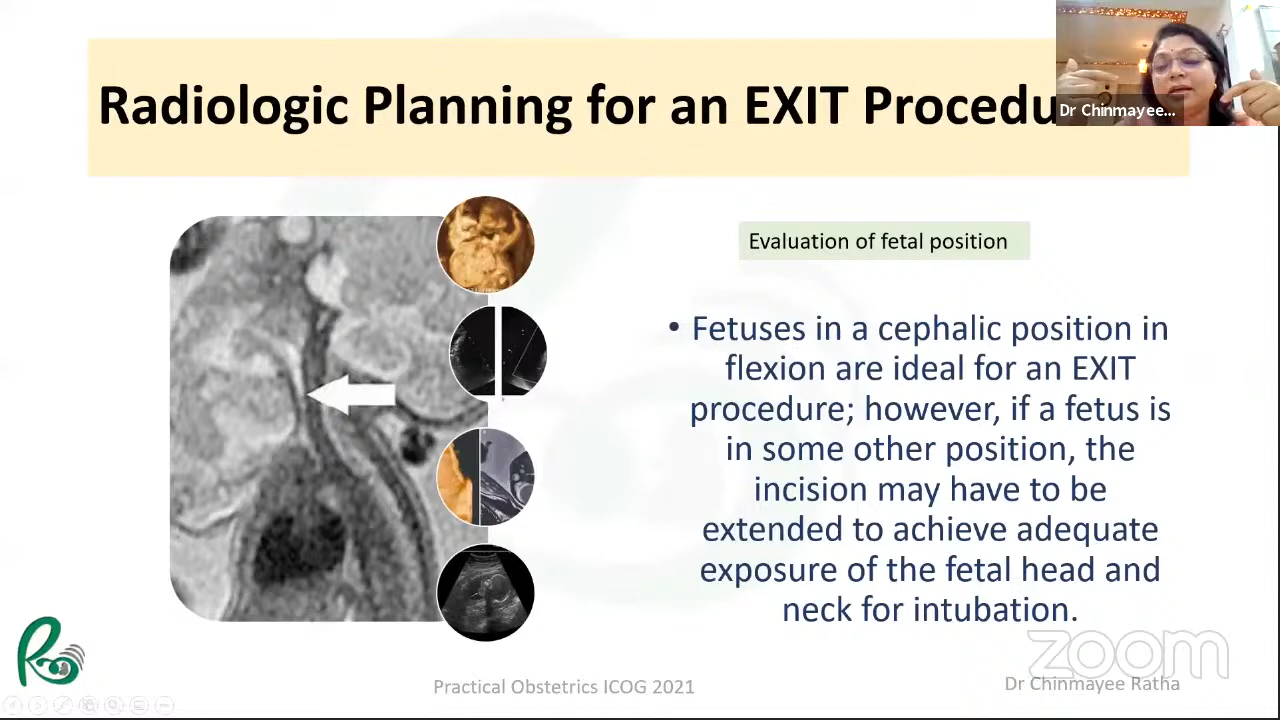 Radiologic Planning for an EXIT Procedu
Dr Chinmayee...
Evaluation of fetal position
• Fetuses in a cephalic position in
flexion are ideal for an EXIT
procedure; however, if a fetus is
in some other position, the
incision may have to be
extended to achieve adequate
exposure of the fetal head and
neck for intubation.
zoom
Practical Obstetrics ICOG 2021
Dr Chinmayee Ratha